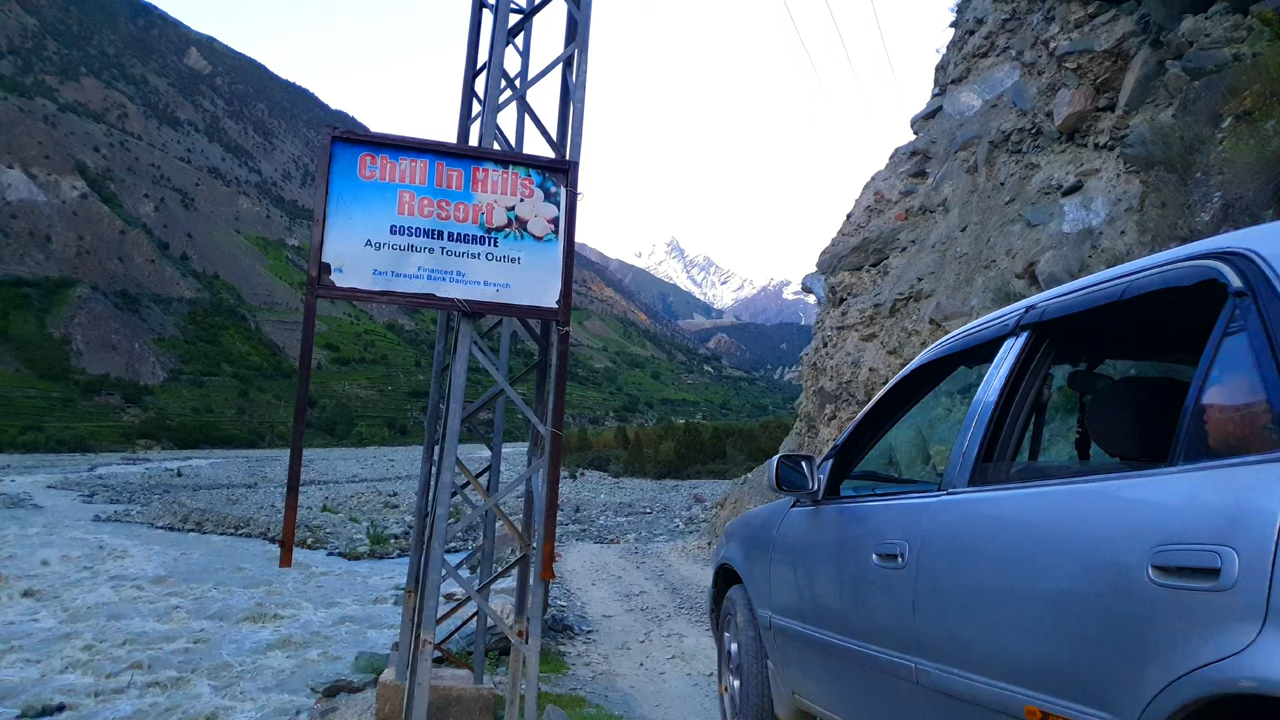 Chill In Hills
Resort
GOSONER BAGROTE
Agriculture Tourist Outlet
Financed By:
Zari Taraqiati Bank Danyore Branch